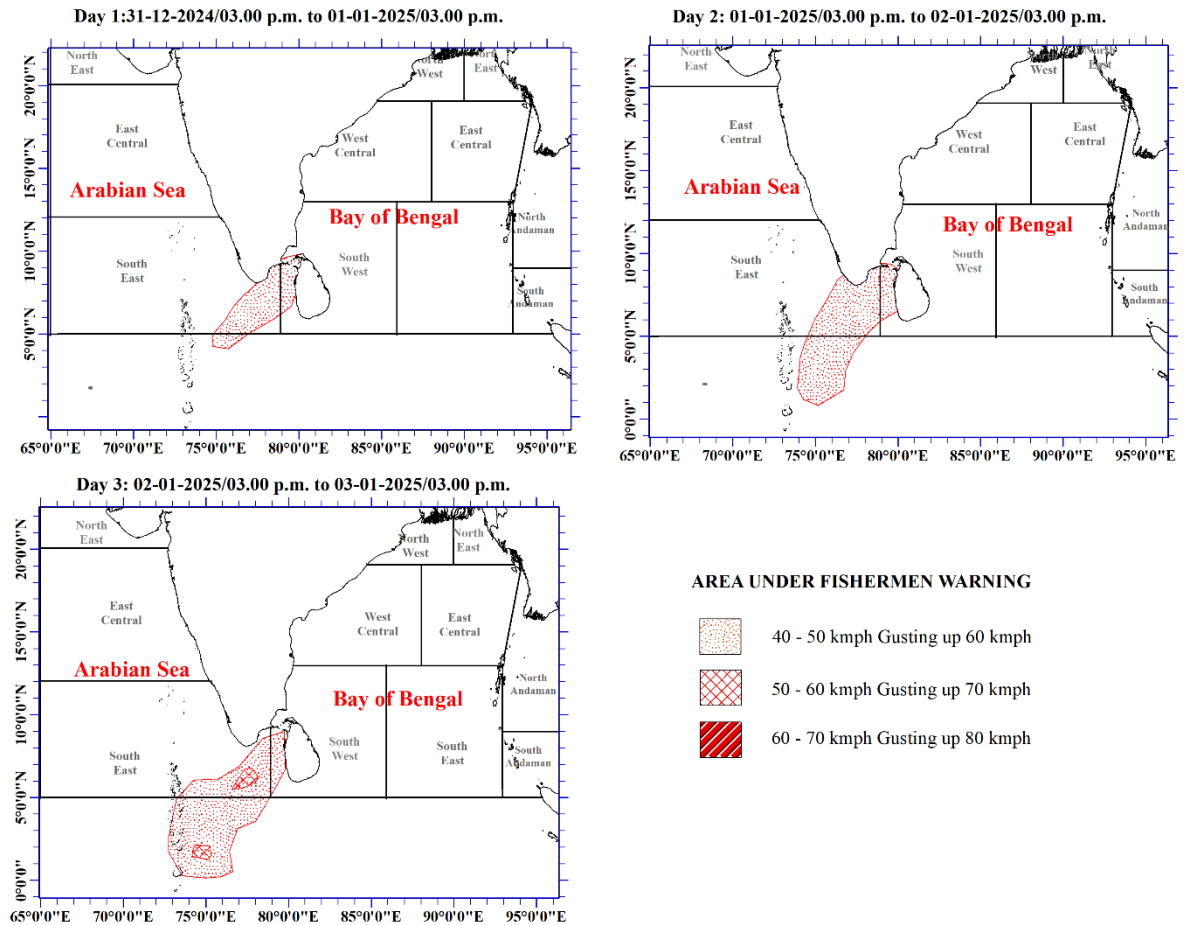 Day 1:31-12-2024/03.00 p.m. to 01-01-2025/03.00 p.m.
North
East
North
West
North
East
East
Central
West
Central
East
Central
Arabian Sea
Bay of Bengal
North
Andaman
South
East
South
West
South
Andaman
20°0'0"N
15°0'0"N
10°0'0"N
5°0'0"N
65°0'0"E 70°0'0"E 75°0'0"E 80°0'0"E 85°0'0"E 90°0'0"E 95°0'0"E
Day 2: 01-01-2025/03.00 p.m. to 02-01-2025/03.00 p.m.
North
East
West
East
East
Central
West
Central
East
Central
Arabian Sea
Bay of Bengal
North
Andaman
South
East
South
West
South
Andaman
20°0'0"N
15°0'0"N
10°0'0"N
5°0'0"N
0°0'0"
65°0'0"E 70°0'0"E 75°0'0"E 80°0'0"E 85°0'0"E 90°0'0"E 95°0'0"E
Day 3: 02-01-2025/03.00 p.m. to 03-01-2025/03.00 p.m.
North
East
North
West
North
East
East
Central
West
Central
East
Central
Arabian Sea
Bay of Bengal
North
Andaman
South
East
South
West
South
East
South
Andaman
20°0'0"N
15°0'0"N
10°0'0"N
5°0'0"N
0°0'0"
65°0'0"E 70°0'0"E 75°0'0"E 80°0'0"E 85°0'0"E 90°0'0"E 95°0'0"E
AREA UNDER FISHERMEN WARNING
40 - 50 kmph Gusting up 60 kmph
50 - 60 kmph Gusting up 70 kmph
60 - 70 kmph Gusting up 80 kmph